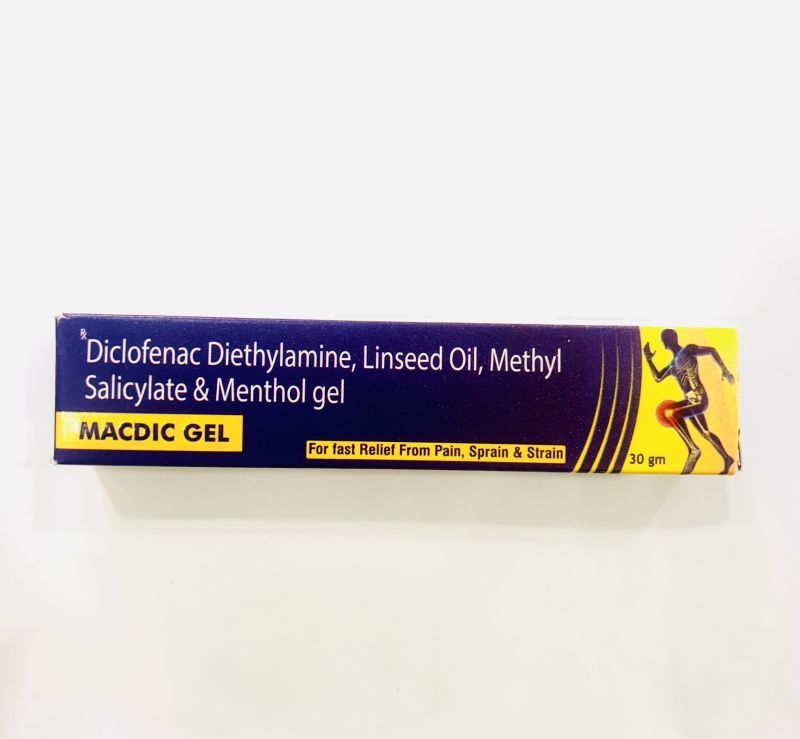 Rx
Diclofenac Diethylamine, Linseed Oil, Methyl
Salicylate & Menthol gel
MACDIC GEL
For fast Relief From Pain, Sprain & Strain
30 gm